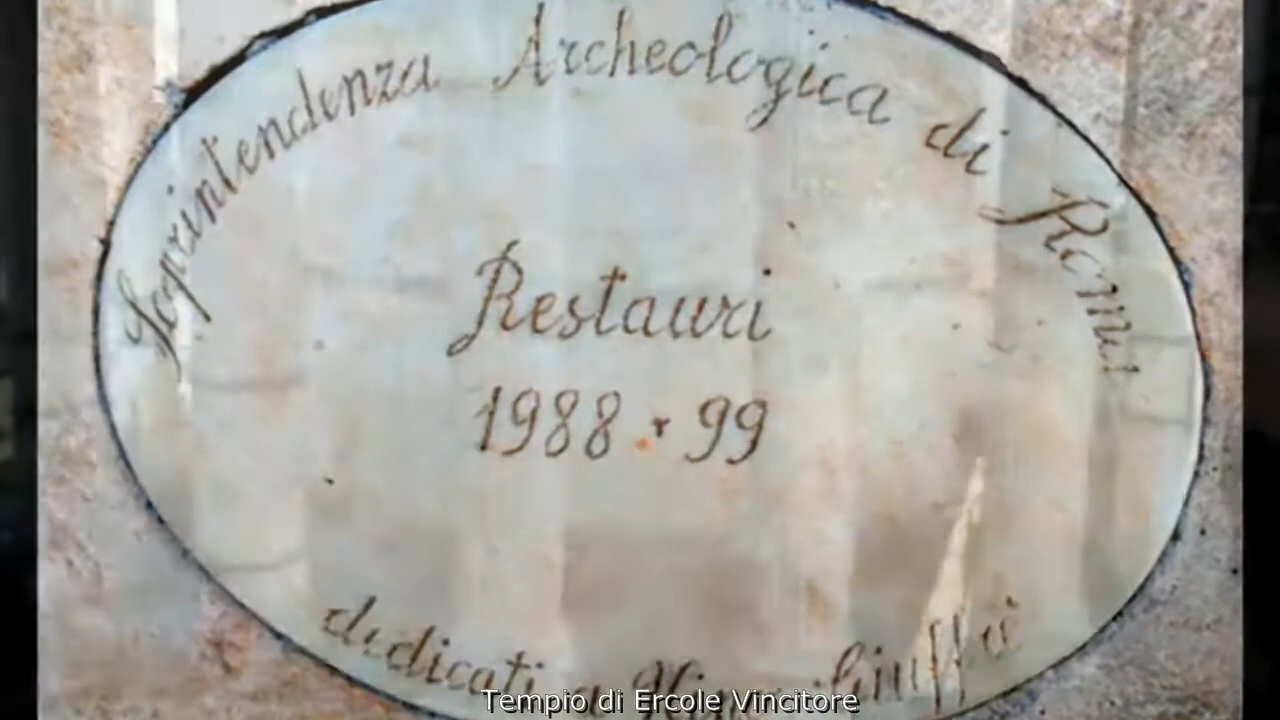 Soprintendenza Archeologica di Roma
Restauri
1988 · 99
dedicati a
Tempio di Ercole Vincitore